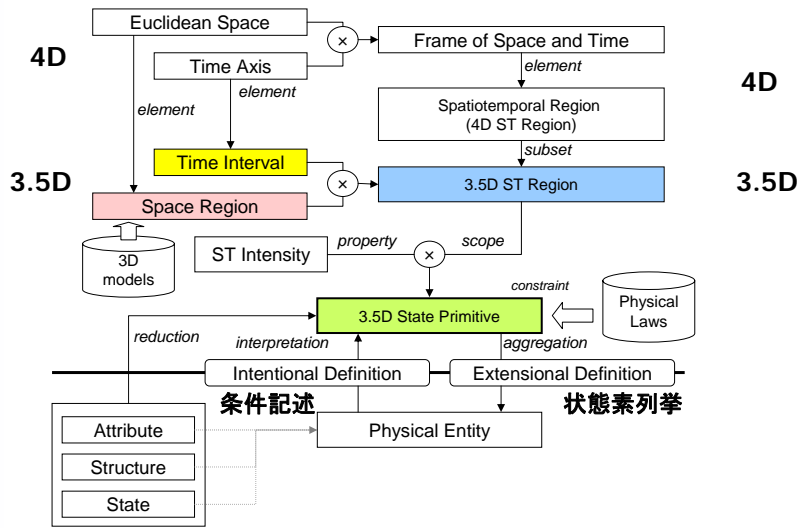 Euclidean Space
×
Frame of Space and Time
4D
Time Axis
element
4D
element
element
Spatiotemporal Region
(4D ST Region)
subset
Time Interval
3.5D
×
3.5D ST Region
3.5D
Space Region
3D
models
ST Intensity
property
×
scope
constraint
Physical
Laws
3.5D State Primitive
reduction
interpretation
aggregation
Intentional Definition
Extensional Definition
条件記述
状態素列挙
Attribute
Physical Entity
Structure
State